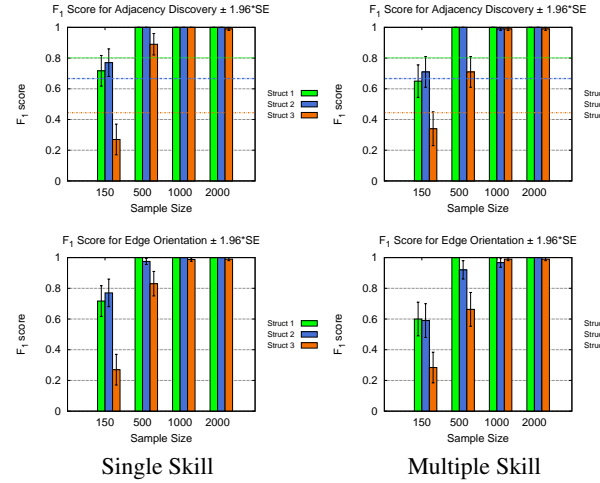 F1 Score for Adjacency Discovery ± 1.96*SE
F1 score
1
0.8
0.6
0.4
0.2
0
150 500 1000 2000
Sample Size
Struct 1
Struct 2
Struct 3
F1 Score for Adjacency Discovery ± 1.96*SE
F1 score
1
0.8
0.6
0.4
0.2
0
150 500 1000 2000
Sample Size
Struc
Struc
Struc
F1 Score for Edge Orientation ± 1.96*SE
F1 score
1
0.8
0.6
0.4
0.2
0
150 500 1000 2000
Sample Size
Struct 1
Struct 2
Struct 3
F1 Score for Edge Orientation ± 1.96*SE
F1 score
1
0.8
0.6
0.4
0.2
0
150 500 1000 2000
Sample Size
Struc
Struc
Struc
Single Skill
Multiple Skill